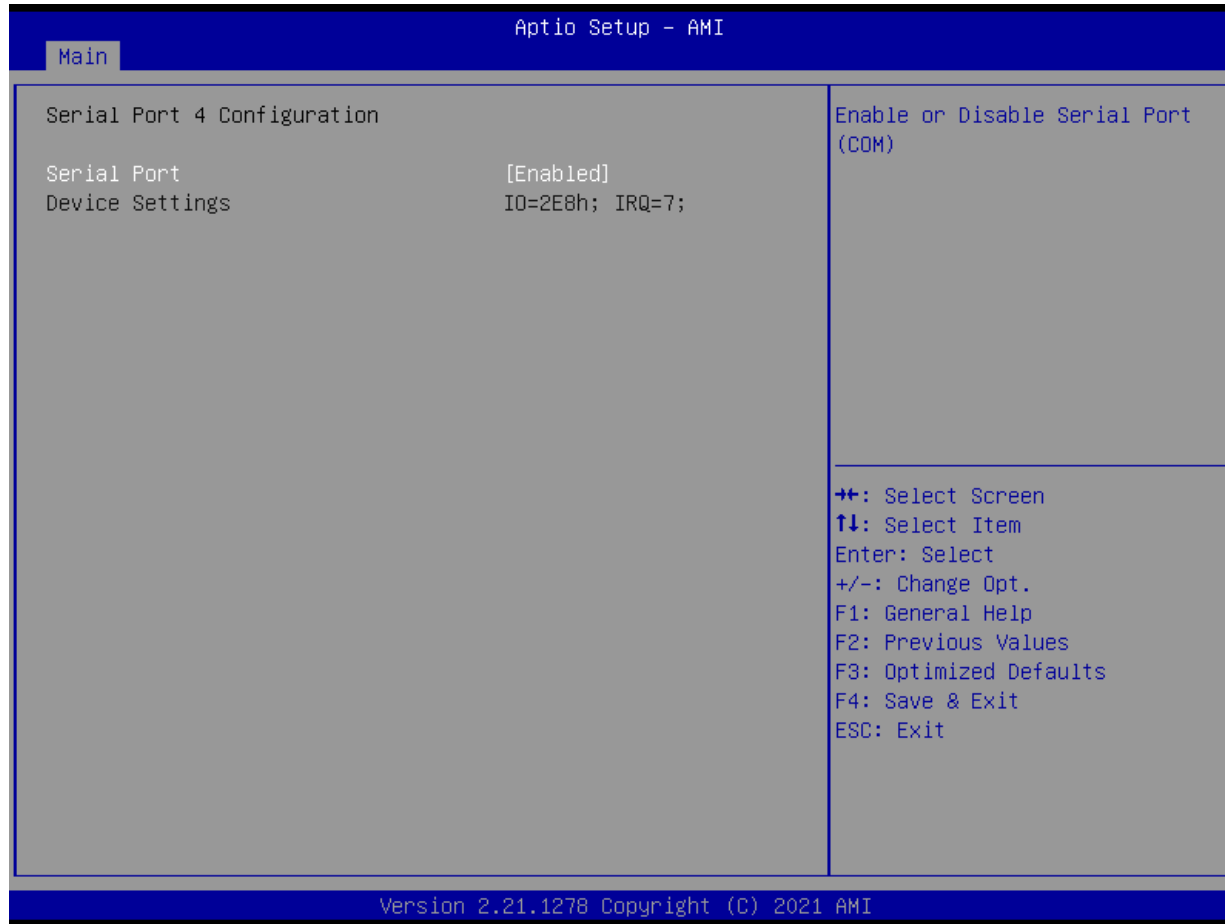 Aptio Setup – AMI
Main
Serial Port 4 Configuration
Serial Port [Enabled]
Device Settings IO=2E8h; IRQ=7;
Enable or Disable Serial Port
(COM)
→←: Select Screen
↑↓: Select Item
Enter: Select
+/-: Change Opt.
F1: General Help
F2: Previous Values
F3: Optimized Defaults
F4: Save & Exit
ESC: Exit
Version 2.21.1278 Copyright (C) 2021 AMI